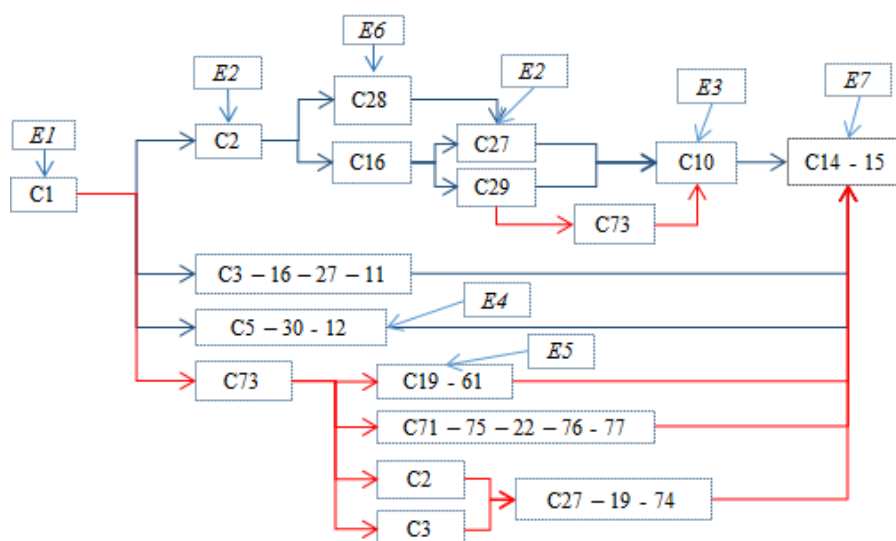 E6
E2
E2
E3
E7
E1
C28
C2
C27
C16
C10
C14 - 15
C1
C29
C73
C3 – 16 – 27 – 11
E4
C5 – 30 - 12
E5
C73
C19 - 61
C71 – 75 – 22 – 76 - 77
C2
C27 – 19 - 74
C3